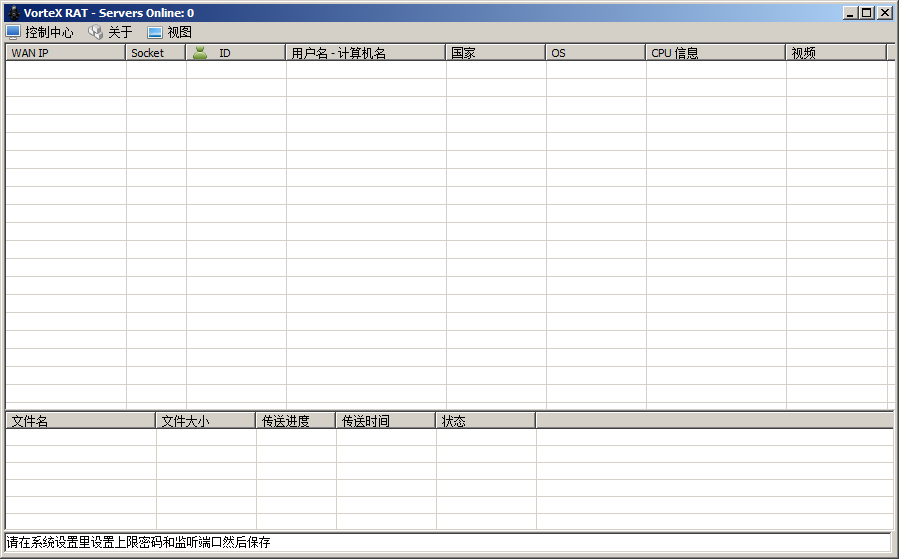 VorteX RAT - Servers Online: 0
控制中心 关于 视图
WAN IP Socket ID 用户名 - 计算机名 国家 OS CPU 信息 视频
文件名 文件大小 传送进度 传送时间 状态
请在系统设置里设置上限密码和监听端口然后保存